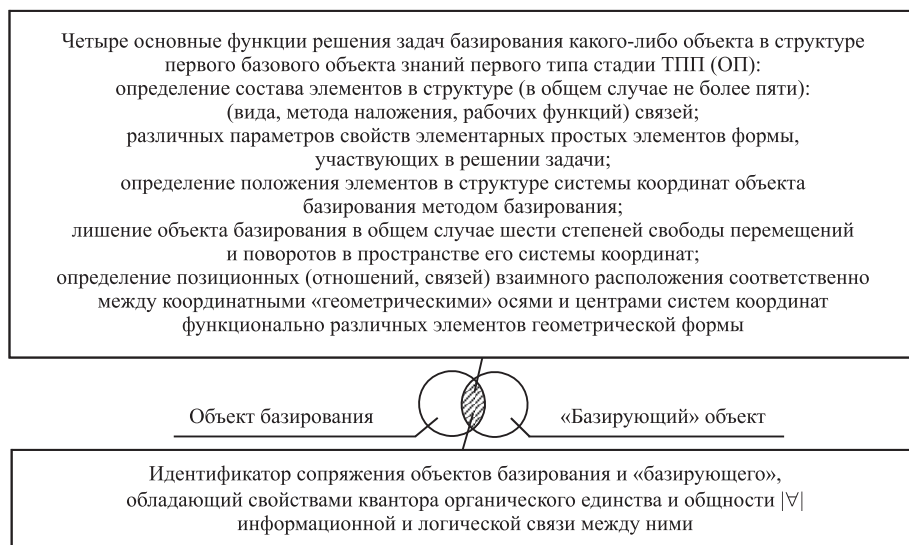 Четыре основные функции решения задач базирования какого-либо объекта в структуре
первого базового объекта знаний первого типа стадии ТПП (ОП):
определение состава элементов в структуре (в общем случае не более пяти):
(вида, метода наложения, рабочих функций) связей;
различных параметров свойств элементарных простых элементов формы,
участвующих в решении задачи;
определение положения элементов в структуре системы координат объекта
базирования методом базирования;
лишение объекта базирования в общем случае шести степеней свободы перемещений
и поворотов в пространстве его системы координат;
определение позиционных (отношений, связей) взаимного расположения соответственно
между координатными «геометрическими» осями и центрами систем координат
функционально различных элементов геометрической формы
Объект базирования
«Базирующий» объект
Идентификатор сопряжения объектов базирования и «базирующего»,
обладающий свойствами квантора органического единства и общности |∀|
информационной и логической связи между ними